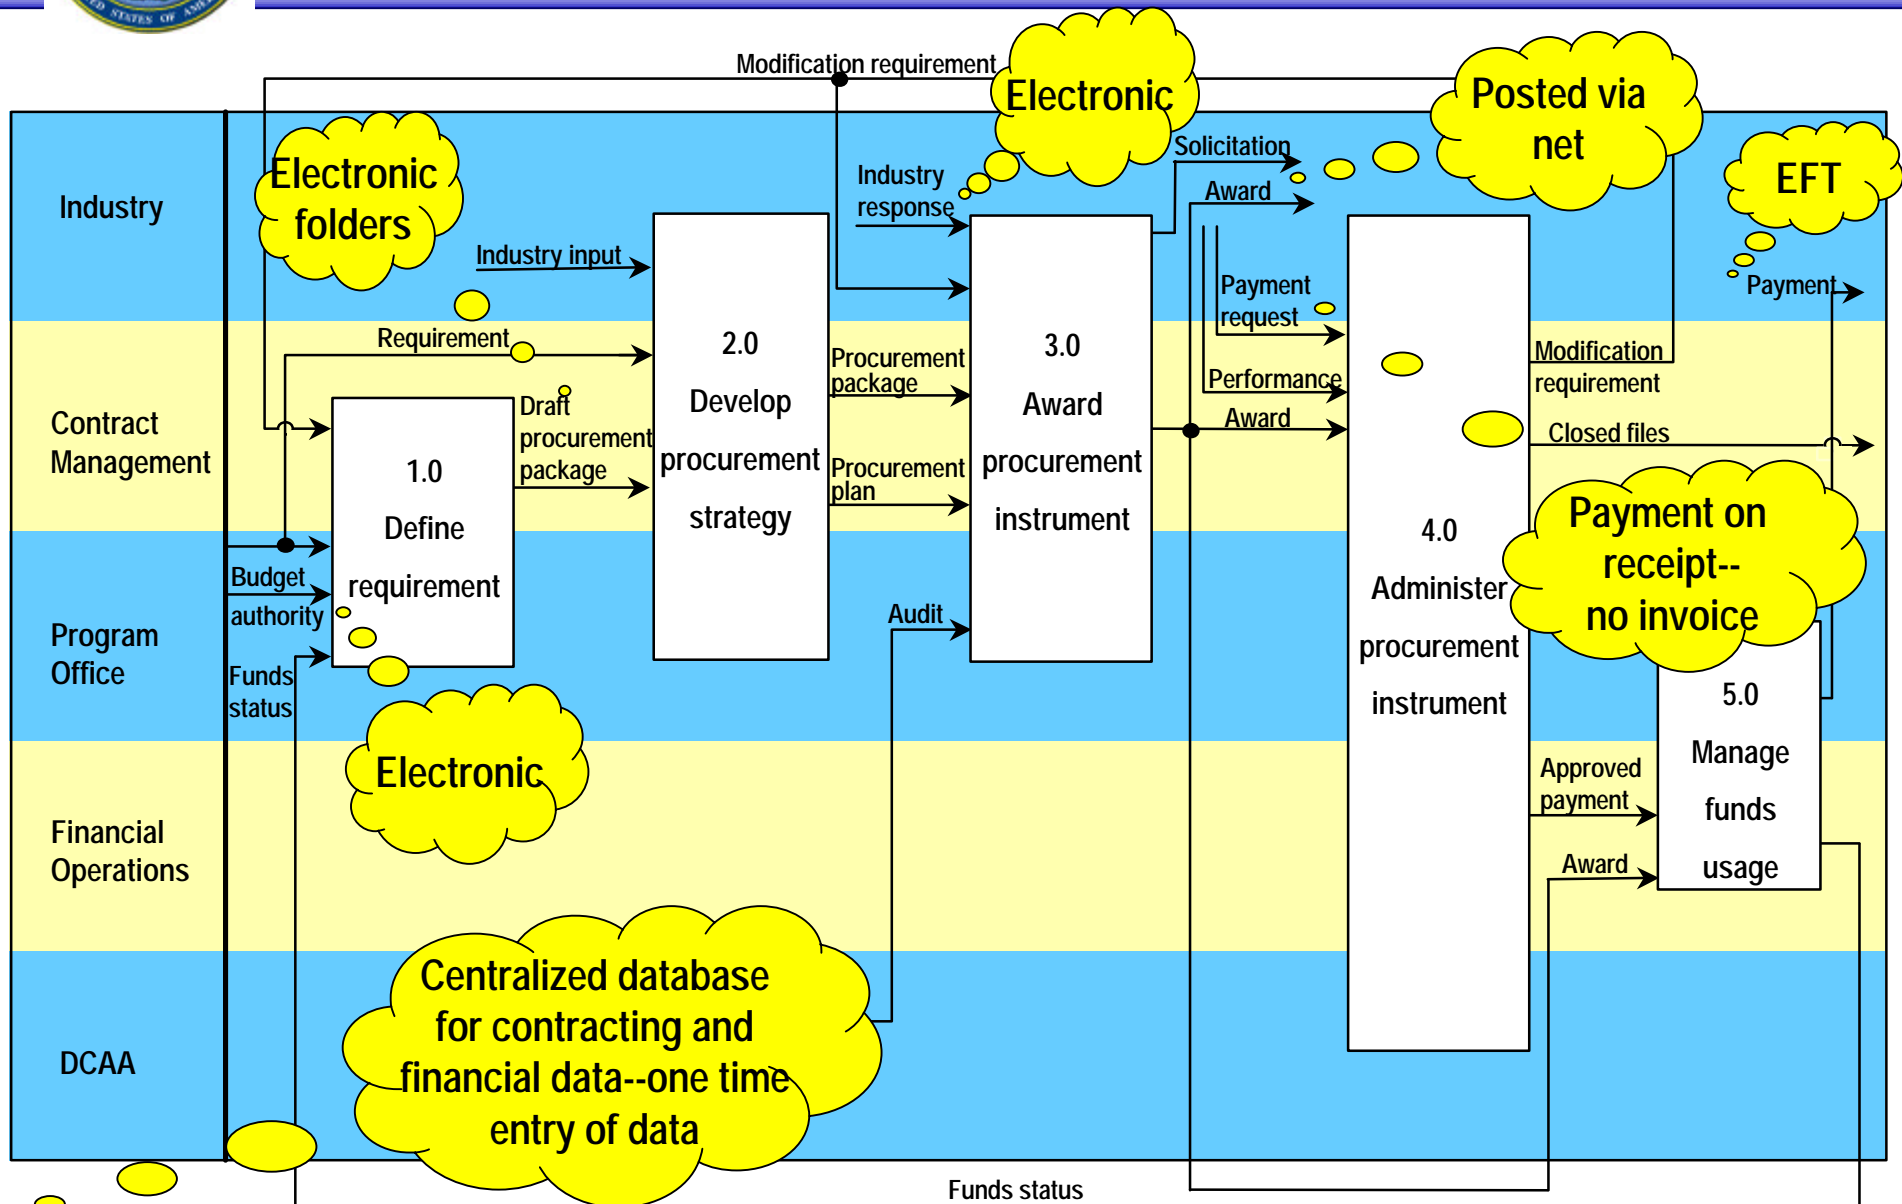 UNITED STATES OF AMERICA
Modification requirement
Electronic
Posted via
net
EFT
Electronic
folders
Industry
Industry input
Industry
response
Solicitation
Award
Payment
request
Payment
Requirement
Contract
Management
Draft
procurement
package
1.0
Define
requirement
2.0
Develop
procurement
strategy
Procurement
package
Procurement
plan
3.0
Award
procurement
instrument
Performance
Award
Modification
requirement
Closed files
4.0
Administer
procurement
instrument
Payment on
receipt--
no invoice
Program
Office
Budget
authority
Funds
status
Audit
Electronic
5.0
Manage
funds
usage
Approved
payment
Award
Financial
Operations
Centralized database
for contracting and
financial data--one time
entry of data
DCAA
Funds status